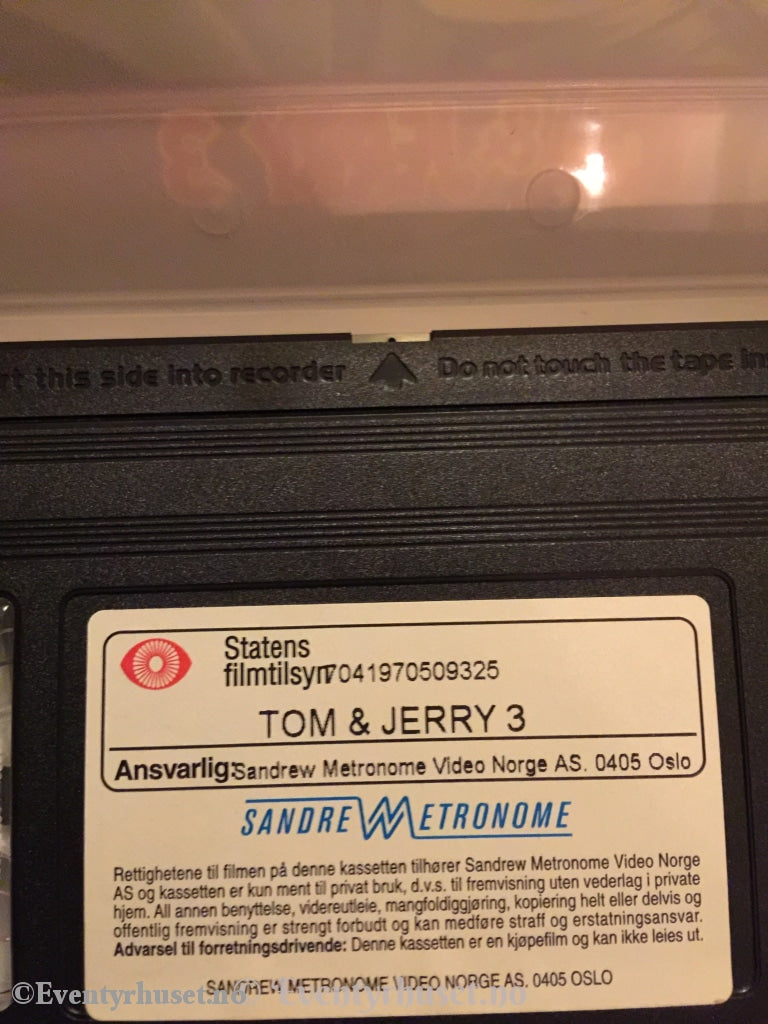 this side into recorder Do not touch the tape
Statens
filmtilsyn 7041970509325
TOM & JERRY 3
Ansvarlig: Sandrew Metronome Video Norge AS. 0405 Oslo
SANDREW METRONOME
Rettighetene til filmen på denne kassetten tilhører Sandrew Metronome Video Norge
AS og kassetten er kun ment til privat bruk, d.v.s. til fremvisning uten vederlag i private
hjem. All annen benyttelse, videreutleie, mangfoldiggjøring, kopiering helt eller delvis og
offentlig fremvisning er strengt forbudt og kan medføre straff og erstatningsansvar.
Advarsel til forretningsdrivende: Denne kassetten er en kjøpefilm og kan ikke leies ut.
SANDREW METRONOME VIDEO NORGE AS. 0405 OSLO
©Eventyrhuset.no Eventyrhuset.no